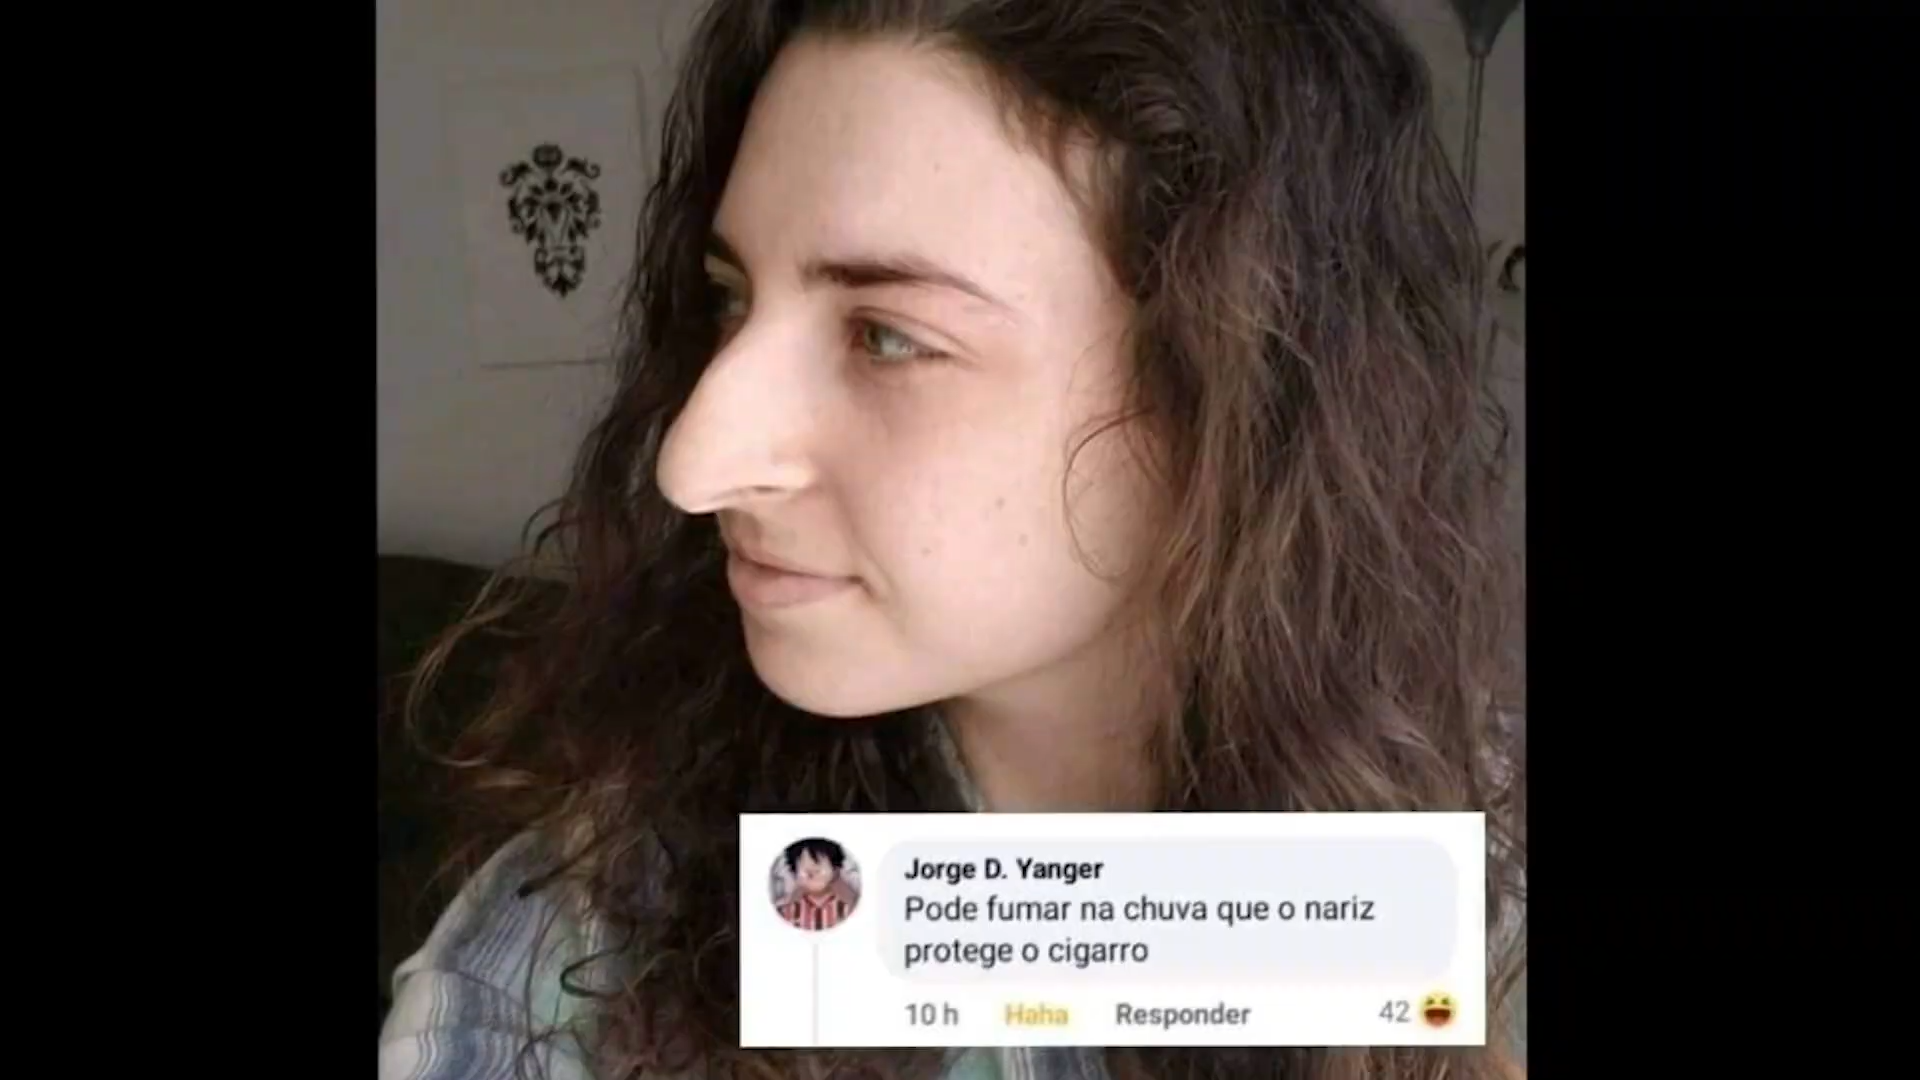 Jorge D. Yanger
Pode fumar na chuva que o nariz
protege o cigarro
10 h Haha Responder 42